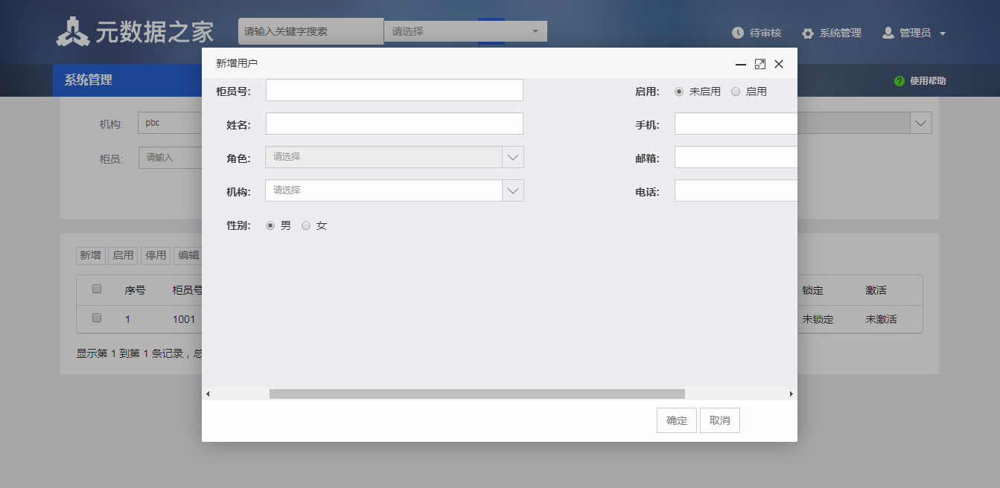 元数据之家
请输入关键字搜索
请选择
待审核
系统管理
管理员
系统管理
使用帮助
新增用户
柜员号:
启用:
未启用
启用
姓名:
手机:
角色:
请选择
邮箱:
机构:
请选择
电话:
性别:
男
女
确定
取消
机构:
pbc
柜员:
请输入
新增
启用
停用
编辑
序号
柜员号
锁定
激活
1
1001
未锁定
未激活
显示第 1 到第 1 条记录，总